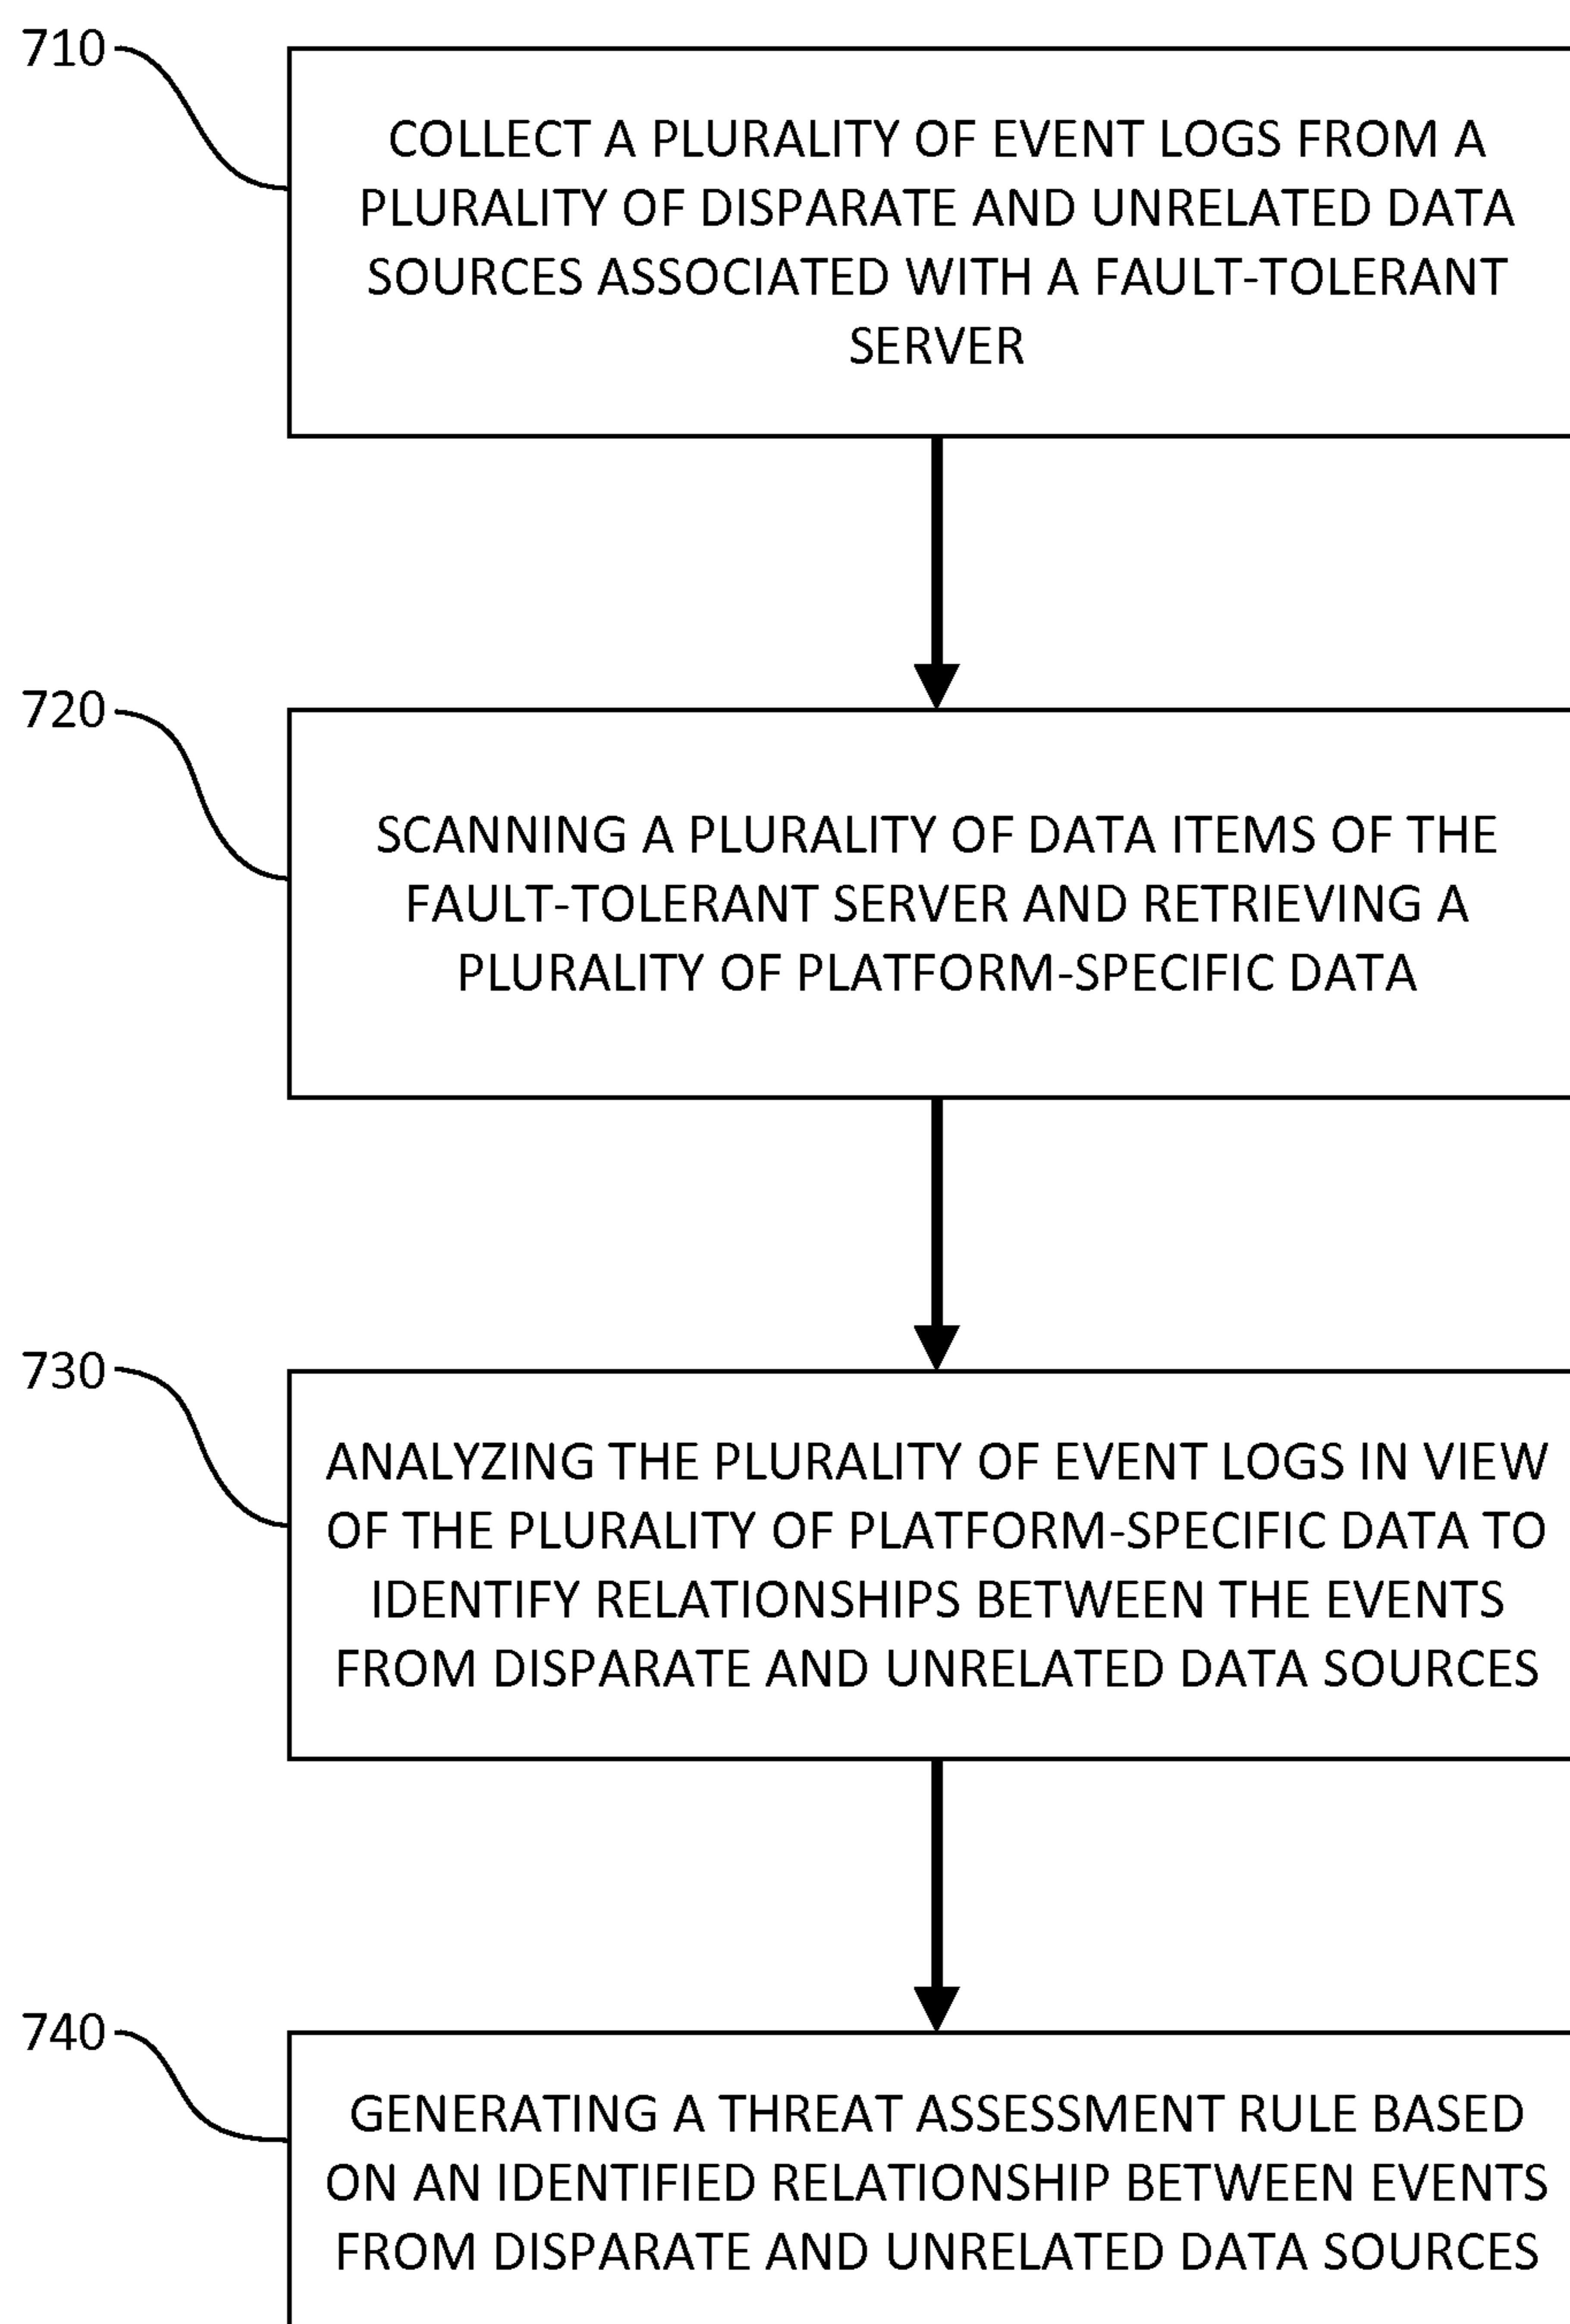 710
COLLECT A PLURALITY OF EVENT LOGS FROM A
PLURALITY OF DISPARATE AND UNRELATED DATA
SOURCES ASSOCIATED WITH A FAULT-TOLERANT
SERVER
720
SCANNING A PLURALITY OF DATA ITEMS OF THE
FAULT-TOLERANT SERVER AND RETRIEVING A
PLURALITY OF PLATFORM-SPECIFIC DATA
730
ANALYZING THE PLURALITY OF EVENT LOGS IN VIEW
OF THE PLURALITY OF PLATFORM-SPECIFIC DATA TO
IDENTIFY RELATIONSHIPS BETWEEN THE EVENTS
FROM DISPARATE AND UNRELATED DATA SOURCES
740
GENERATING A THREAT ASSESSMENT RULE BASED
ON AN IDENTIFIED RELATIONSHIP BETWEEN EVENTS
FROM DISPARATE AND UNRELATED DATA SOURCES